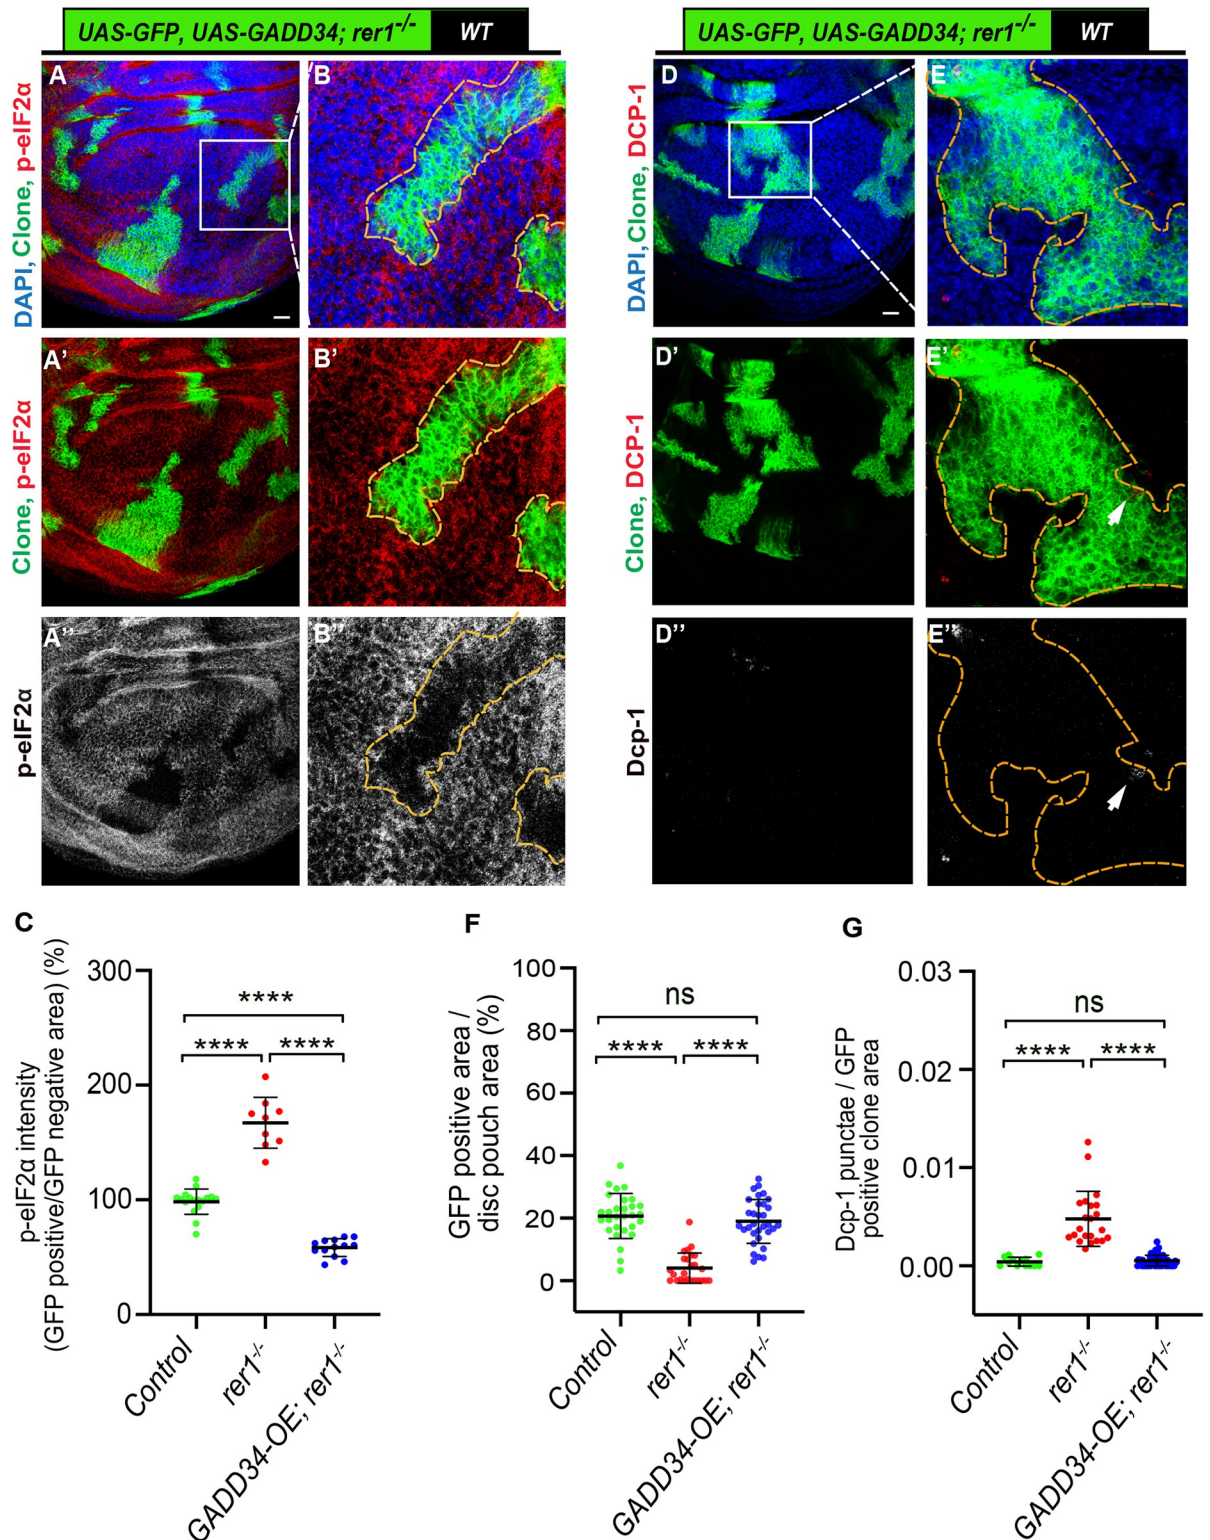 UAS-GFP, UAS-GADD34; rer1-/- WT
UAS-GFP, UAS-GADD34; rer1-/- WT
DAPI, Clone, p-eIF2α
A
B
DAPI, Clone, DCP-1
D
E
Clone, p-eIF2α
A'
B'
Clone, DCP-1
D'
E'
p-eIF2α
A''
B''
Dcp-1
D''
E''
C
p-eIF2α intensity
(GFP positive/GFP negative area) (%)
300
200
100
0
****
**** ****
Control
rer1-/-
GADD34-OE; rer1-/-
F
GFP positive area /
disc pouch area (%)
100
80
60
40
20
0
ns
**** ****
Control
rer1-/-
GADD34-OE; rer1-/-
G
Dcp-1 punctae / GFP
positive clone area
0.03
0.02
0.01
0.00
ns
**** ****
Control
rer1-/-
GADD34-OE; rer1-/-